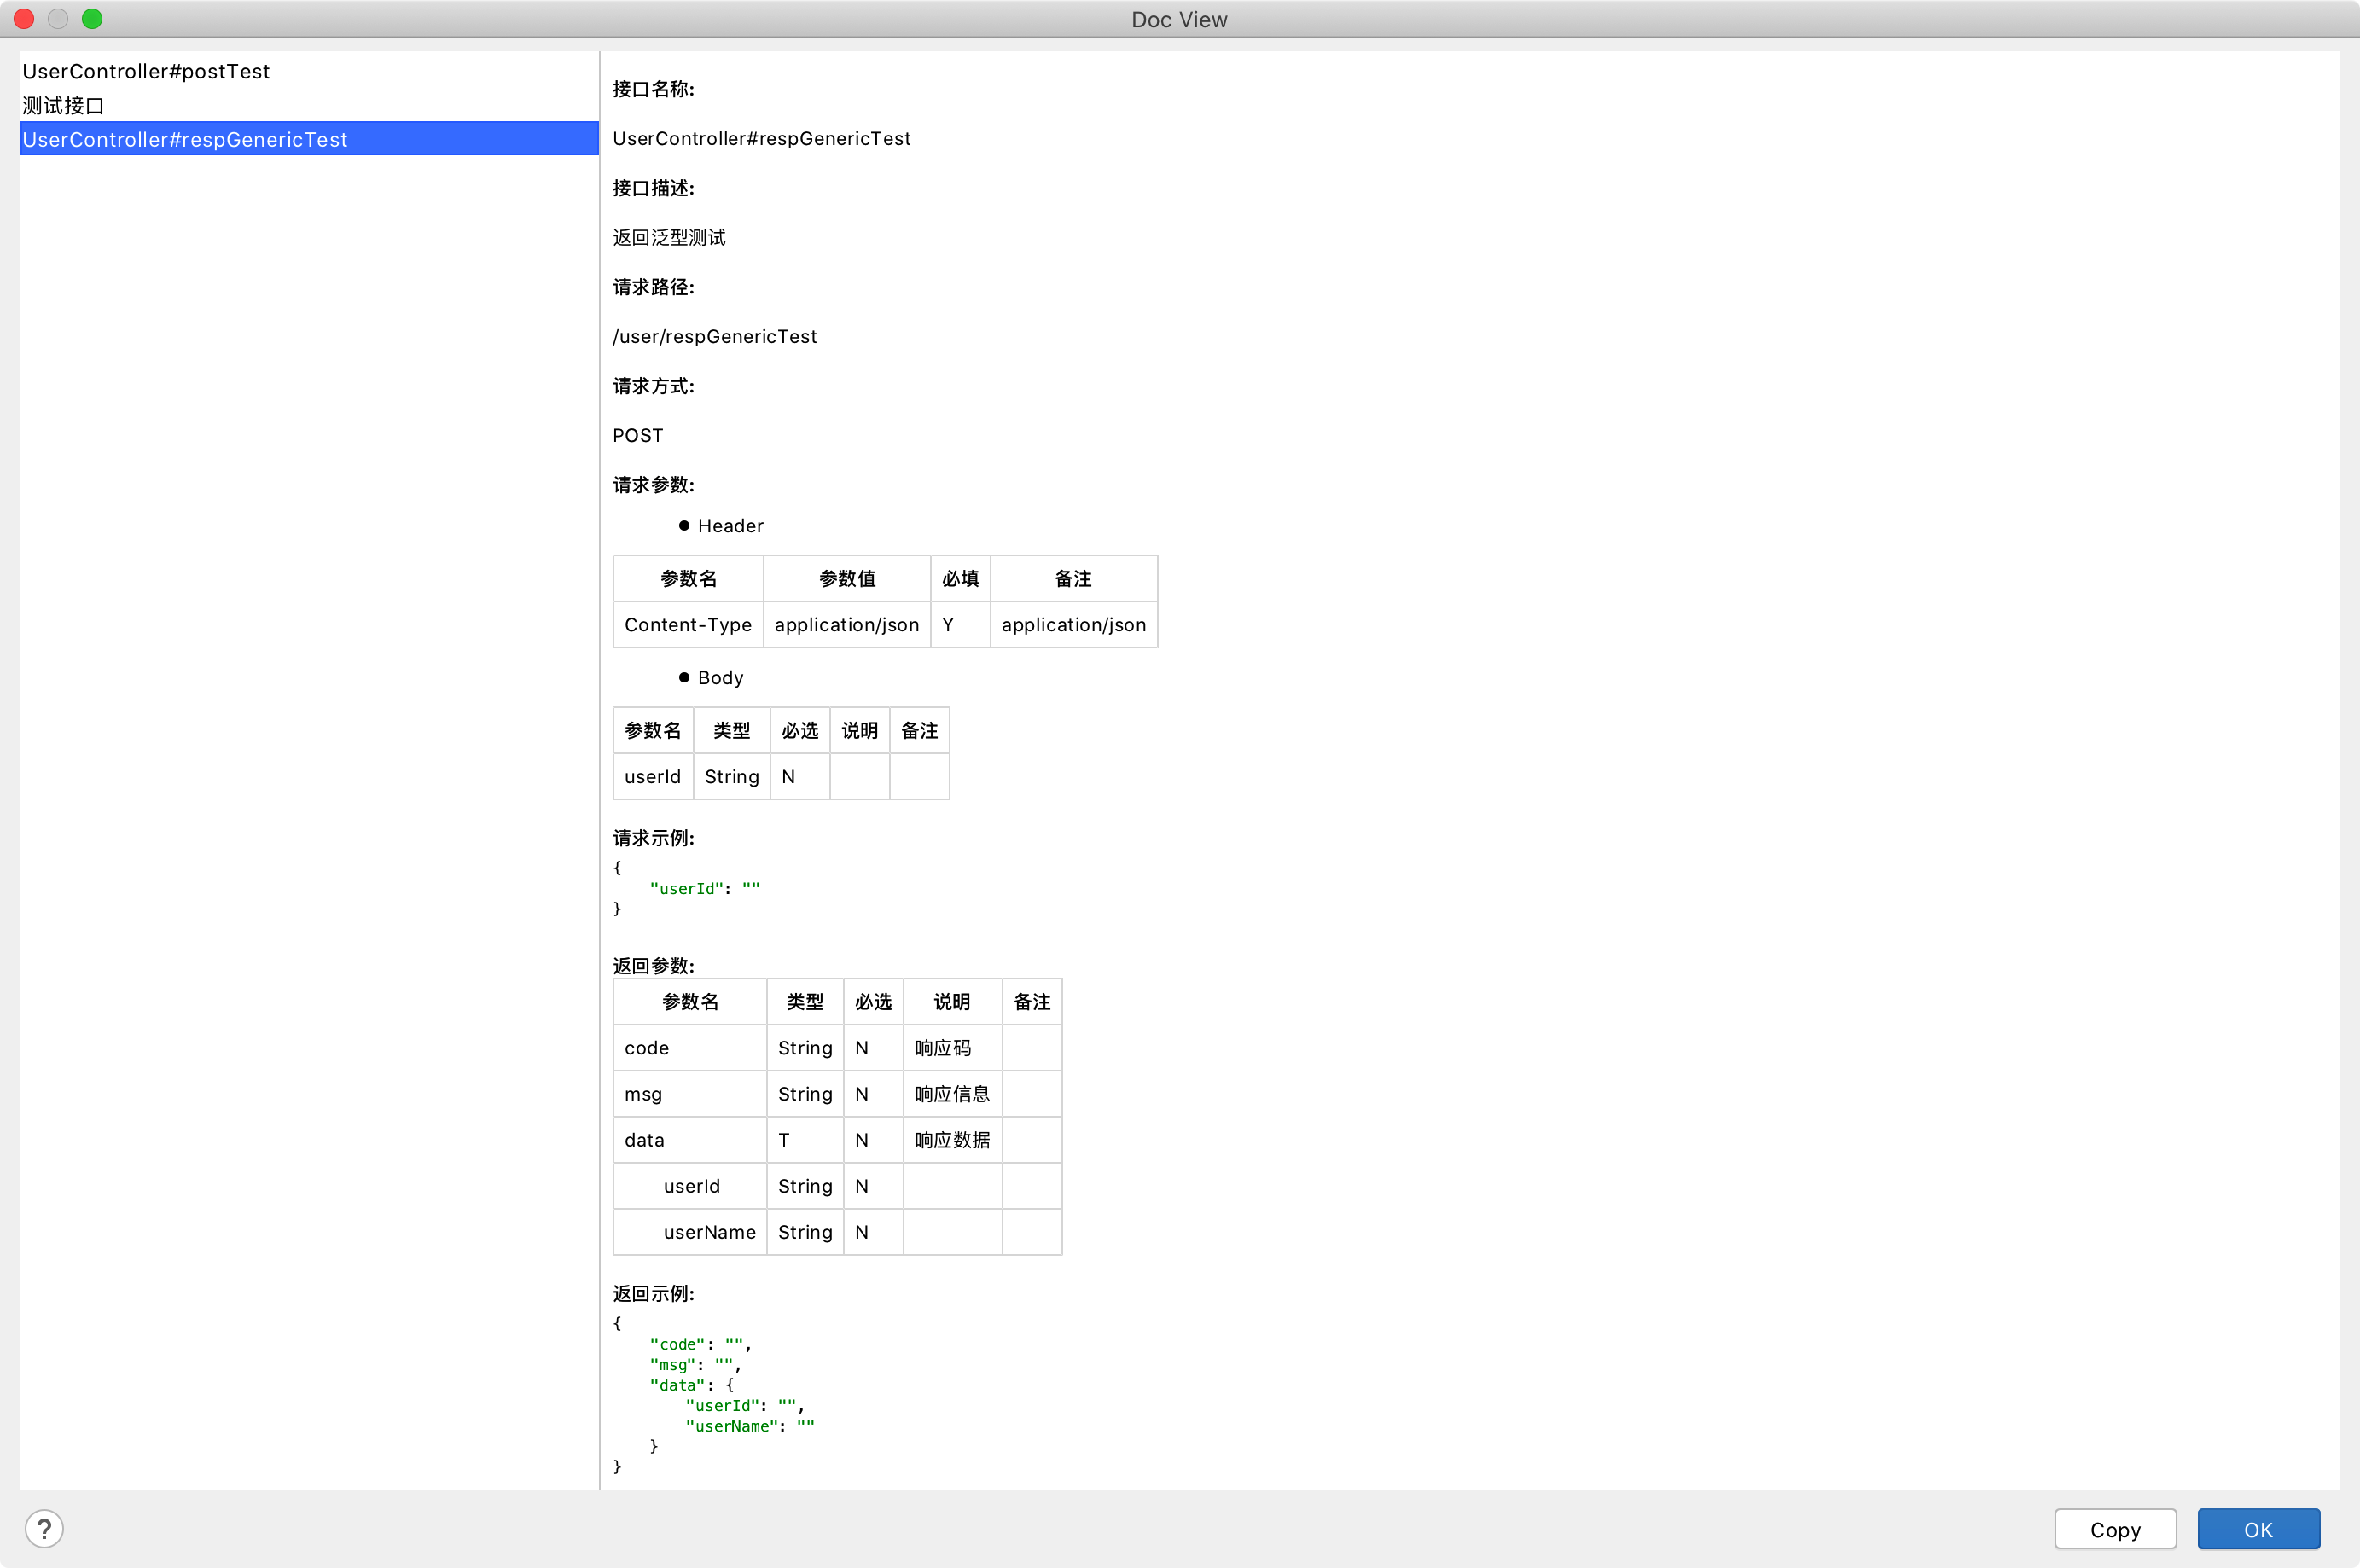 Doc View
UserController#postTest
测试接口
UserController#respGenericTest
接口名称:
UserController#respGenericTest
接口描述:
返回泛型测试
请求路径:
/user/respGenericTest
请求方式:
POST
请求参数:
● Header
参数名 参数值 必填 备注
Content-Type application/json Y application/json
● Body
参数名 类型 必选 说明 备注
userId String N
请求示例:
{
    "userId": ""
}
返回参数:
参数名 类型 必选 说明 备注
code String N 响应码
msg String N 响应信息
data T N 响应数据
userId String N
userName String N
返回示例:
{
    "code": "",
    "msg": "",
    "data": {
        "userId": "",
        "userName": ""
    }
}
? Copy OK